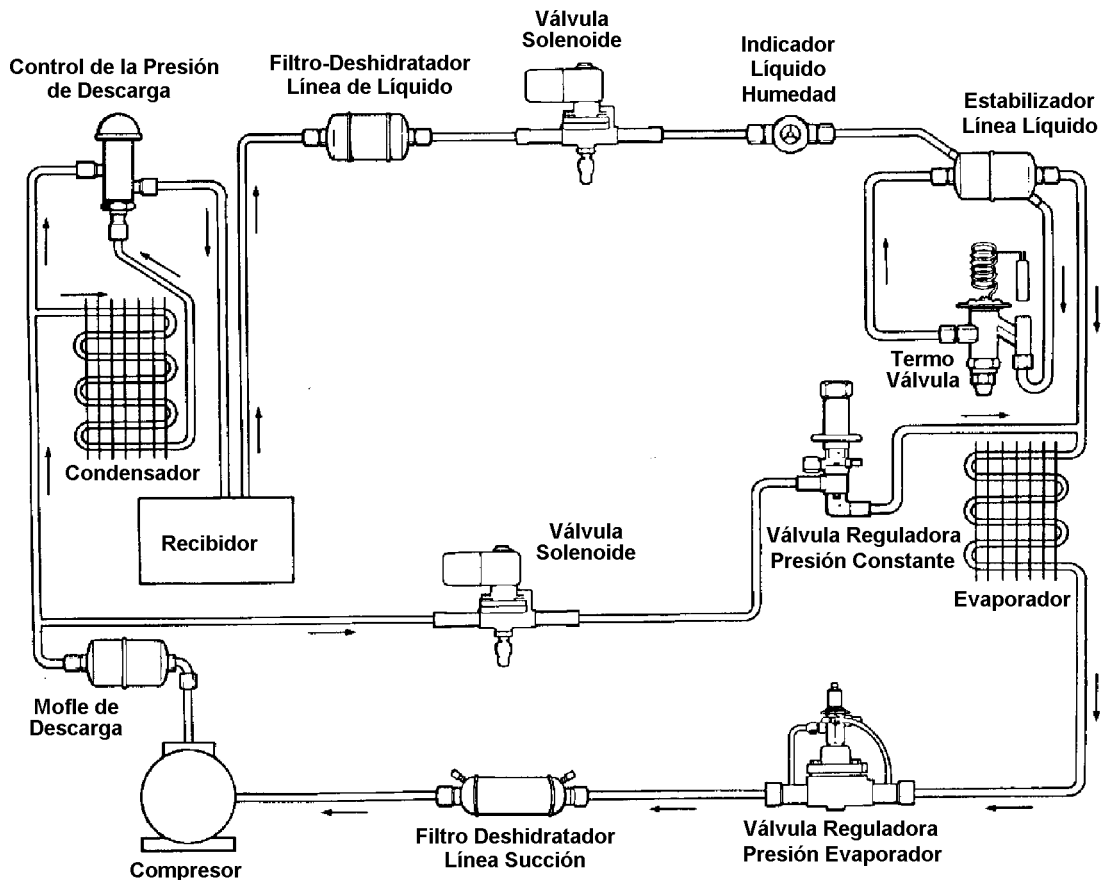 Válvula
Solenoide
Control de la Presión
de Descarga
Filtro-Deshidratador
Línea de Líquido
Indicador
Líquido
Humedad
Estabilizador
Línea Líquido
Termo
Válvula
Condensador
Recibidor
Válvula
Solenoide
Válvula Reguladora
Presión Constante
Evaporador
Mofle de
Descarga
Compresor
Filtro Deshidratador
Línea Succión
Válvula Reguladora
Presión Evaporador